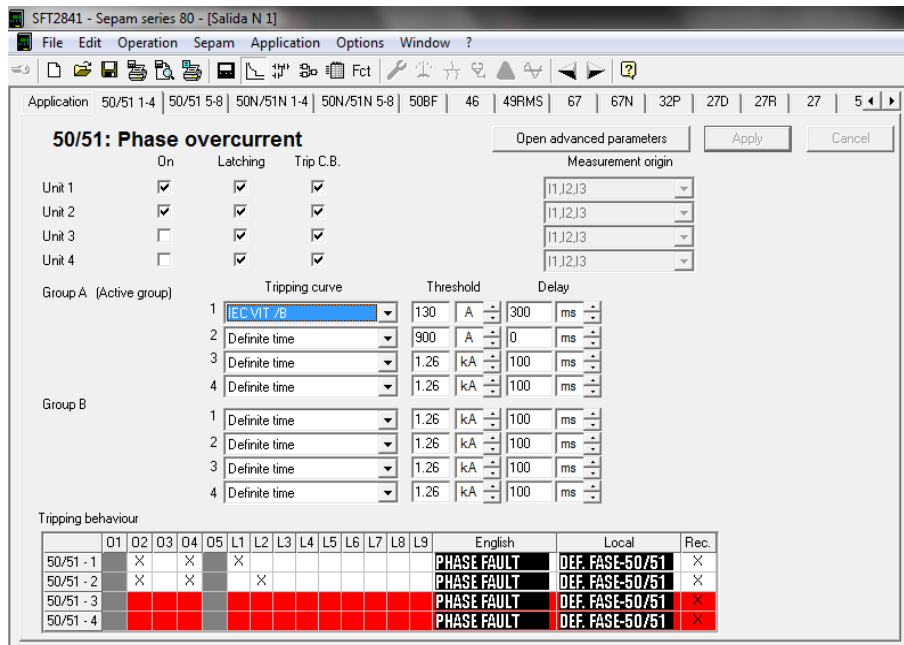 SFT2841 - Sepam series 80 - [Salida N 1]
File Edit Operation Sepam Application Options Window ?
Fct
Application 50/51 1-4 50/51 5-8 50N/51N 1-4 50N/51N 5-8 50BF 46 49RMS 67 67N 32P 27D 27R 27 5
50/51: Phase overcurrent Open advanced parameters Apply Cancel
On Latching Trip C.B. Measurement origin
Unit 1 I1,I2,I3
Unit 2 I1,I2,I3
Unit 3 I1,I2,I3
Unit 4 I1,I2,I3
Group A (Active group) Tripping curve Threshold Delay
1 IEC VIT /B 130 A 300 ms
2 Definite time 900 A 0 ms
3 Definite time 1.26 kA 100 ms
4 Definite time 1.26 kA 100 ms
Group B
1 Definite time 1.26 kA 100 ms
2 Definite time 1.26 kA 100 ms
3 Definite time 1.26 kA 100 ms
4 Definite time 1.26 kA 100 ms
Tripping behaviour
O1 O2 O3 O4 O5 L1 L2 L3 L4 L5 L6 L7 L8 L9 English Local Rec.
50/51 - 1 X X X PHASE FAULT DEF. FASE-50/51 X
50/51 - 2 X X X PHASE FAULT DEF. FASE-50/51 X
50/51 - 3 PHASE FAULT DEF. FASE-50/51 X
50/51 - 4 PHASE FAULT DEF. FASE-50/51 X